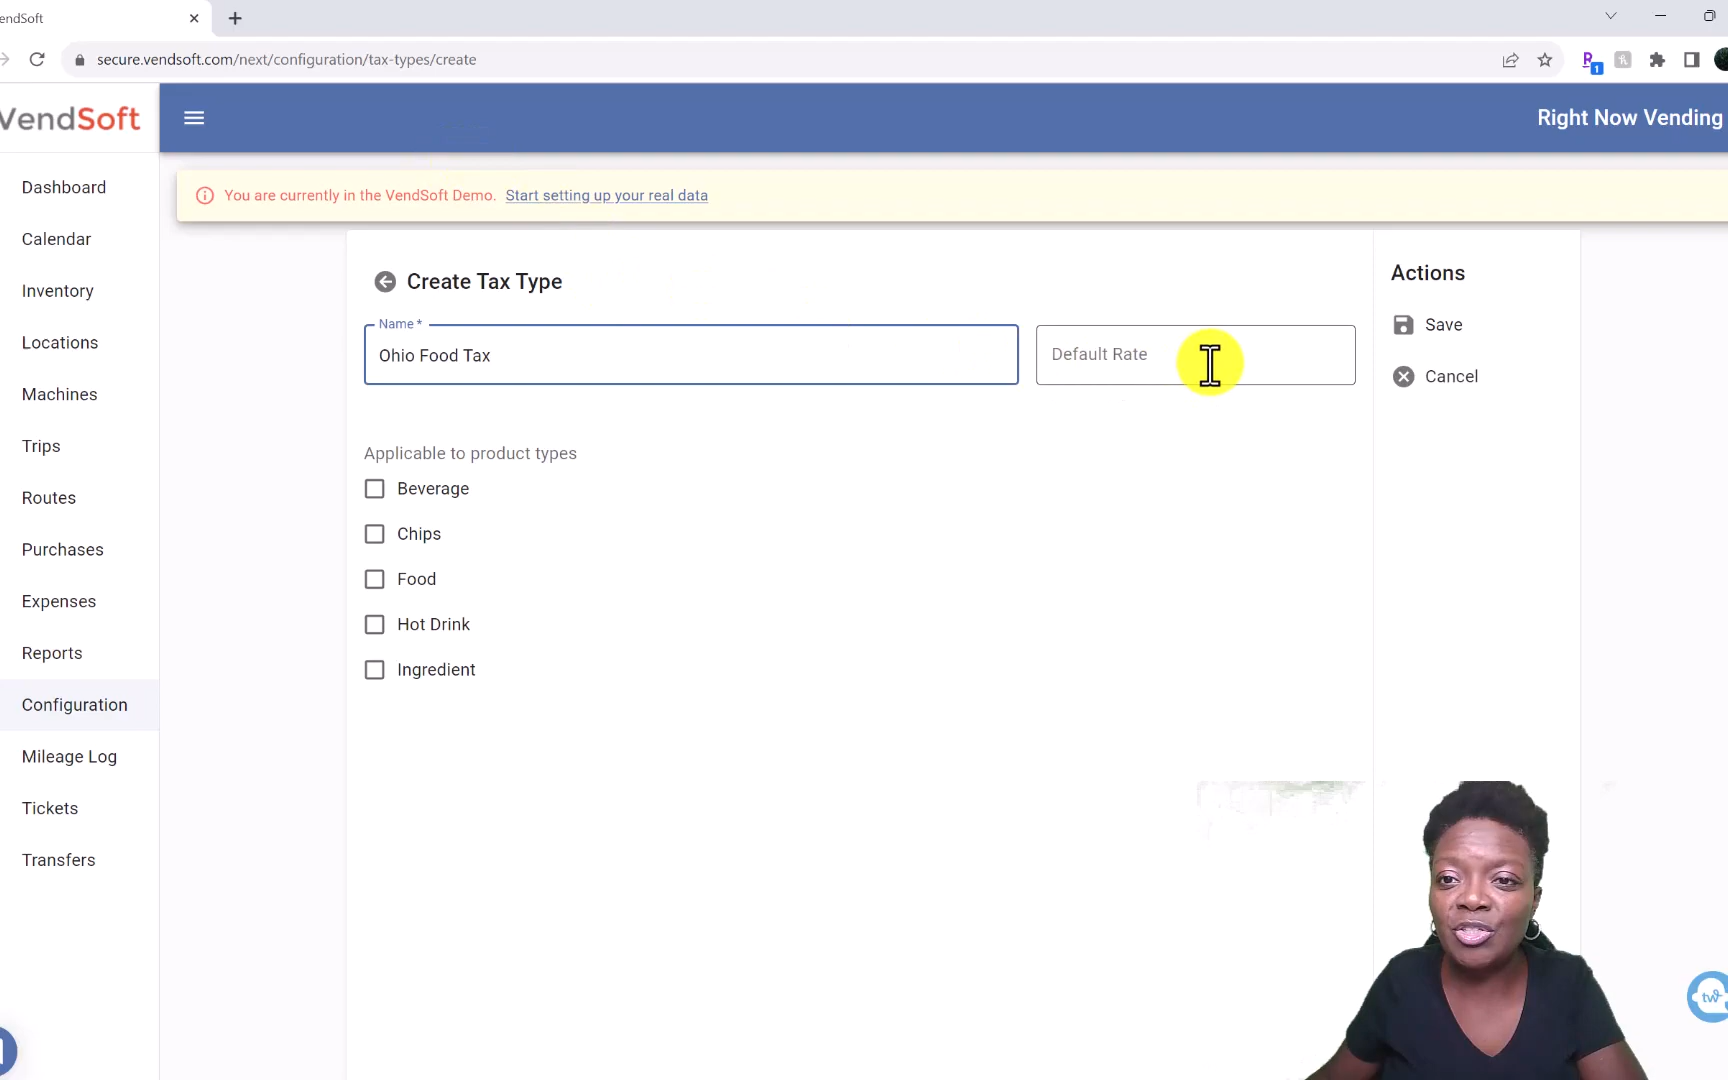 endSoft
secure.vendsoft.com/next/configuration/tax-types/create
1
VendSoft
Right Now Vending
You are currently in the VendSoft Demo. Start setting up your real data
Dashboard
Calendar
Inventory
Locations
Machines
Trips
Routes
Purchases
Expenses
Reports
Configuration
Mileage Log
Tickets
Transfers
Create Tax Type
Name *
Ohio Food Tax
Default Rate
Applicable to product types
Beverage
Chips
Food
Hot Drink
Ingredient
Actions
Save
Cancel
tw